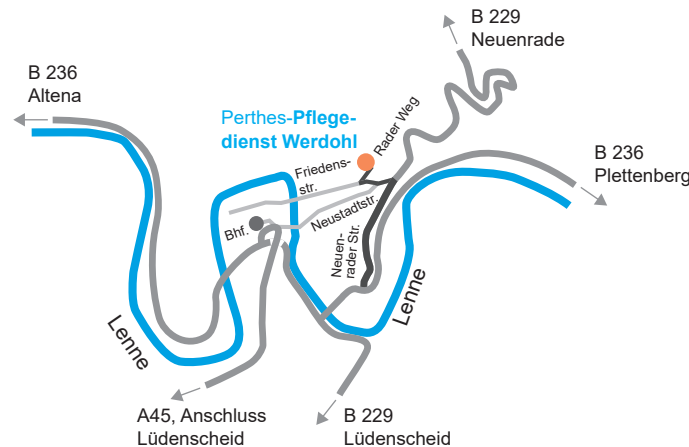 B 229
Neuenrade
B 236
Altena
Perthes-Pflege-
dienst Werdohl
Rader Weg
B 236
Plettenberg
Friedens-
str.
Neustadtstr.
Bhf.
Neuen-
rader Str.
Lenne
Lenne
A45, Anschluss
Lüdenscheid
B 229
Lüdenscheid